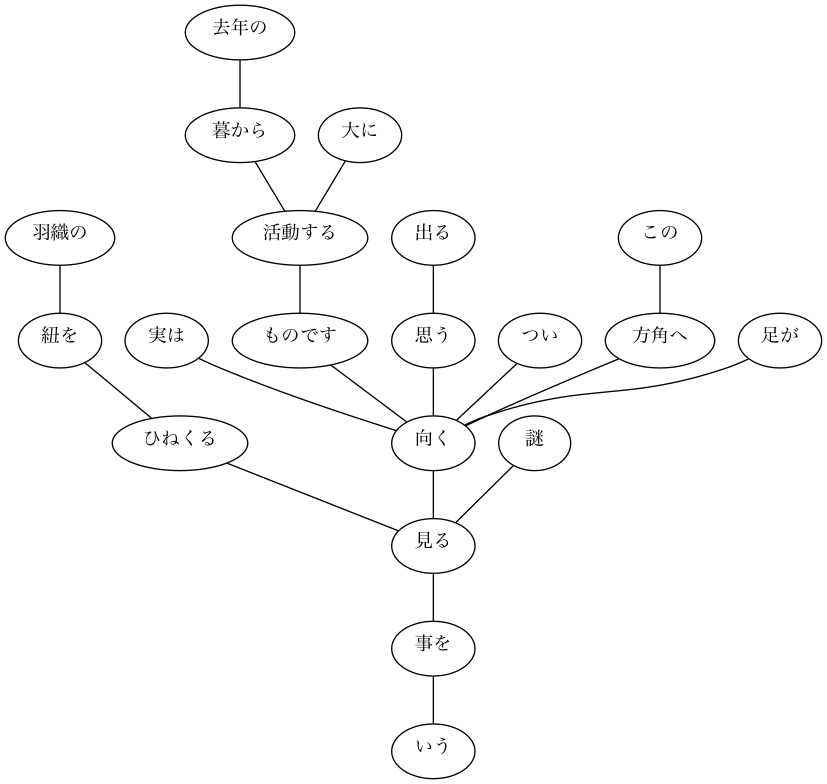 去年の
暮から 大に
羽織の 活動する 出る この
紐を 実は ものです 思う つい 方角へ 足が
ひねくる 向く 謎
見る
事を
いう